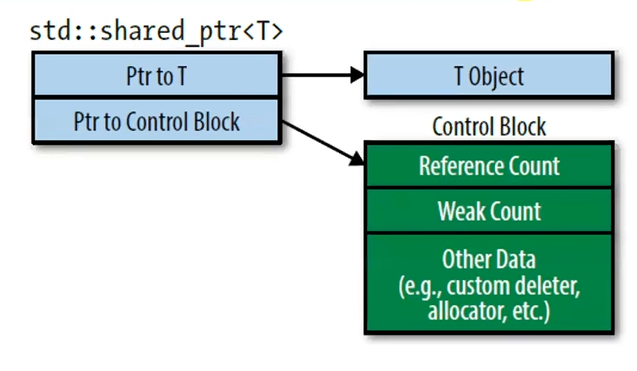 std::shared_ptr<T>
Ptr to T
T Object
Ptr to Control Block
Control Block
Reference Count
Weak Count
Other Data
(e.g., custom deleter,
allocator, etc.)